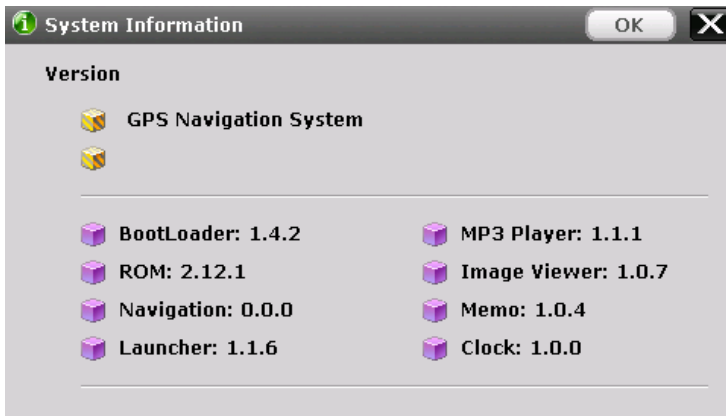 System Information OK X
Version
GPS Navigation System
BootLoader: 1.4.2
MP3 Player: 1.1.1
ROM: 2.12.1
Image Viewer: 1.0.7
Navigation: 0.0.0
Memo: 1.0.4
Launcher: 1.1.6
Clock: 1.0.0